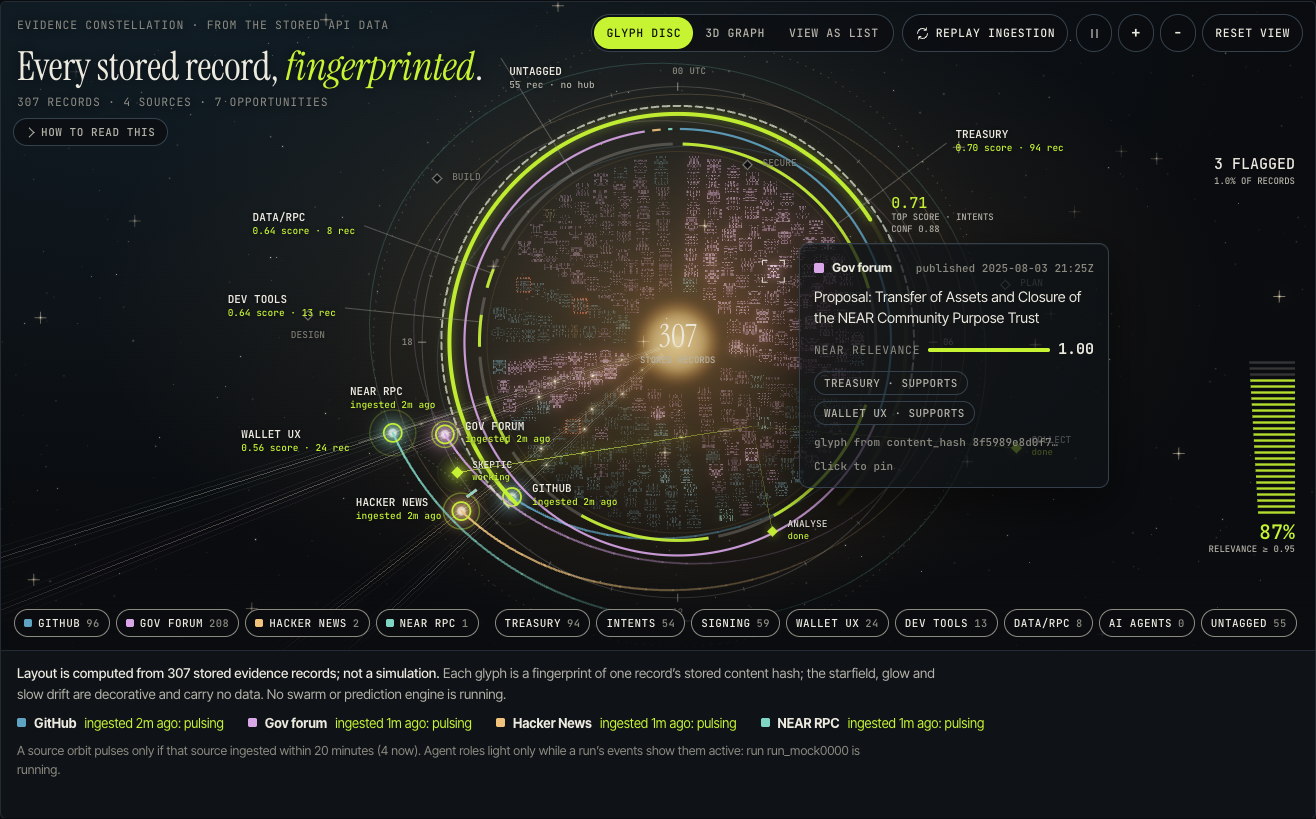 EVIDENCE CONSTELLATION · FROM THE STORED API DATA
Every stored record, fingerprinted.
307 RECORDS · 4 SOURCES · 7 OPPORTUNITIES
HOW TO READ THIS
GLYPH DISC
3D GRAPH
VIEW AS LIST
REPLAY INGESTION
+
-
RESET VIEW
UNTAGGED
55 rec · no hub
00 UTC
TREASURY
0.70 score · 94 rec
3 FLAGGED
1.0% OF RECORDS
BUILD
SECURE
0.71
TOP SCORE · INTENTS
CONF 0.88
DATA/RPC
0.64 score · 8 rec
Gov forum
published 2025-08-03 21:25Z
PLAN
Proposal: Transfer of Assets and Closure of
the NEAR Community Purpose Trust
DEV TOOLS
0.64 score · 13 rec
DESIGN
18
06
307
STORED RECORDS
NEAR RELEVANCE
1.00
TREASURY · SUPPORTS
WALLET UX · SUPPORTS
NEAR RPC
ingested 2m ago
GOV FORUM
ingested 2m ago
WALLET UX
0.56 score · 24 rec
glyph from content_hash 8f5989e8d0f7…
done
Click to pin
SKEPTIC
working
GITHUB
ingested 2m ago
HACKER NEWS
ingested 2m ago
ANALYSE
done
87%
RELEVANCE ≥ 0.95
GITHUB 96
GOV FORUM 208
HACKER NEWS 2
NEAR RPC 1
TREASURY 94
INTENTS 54
SIGNING 59
WALLET UX 24
DEV TOOLS 13
DATA/RPC 8
AI AGENTS 0
UNTAGGED 55
Layout is computed from 307 stored evidence records; not a simulation. Each glyph is a fingerprint of one record's stored content hash; the starfield, glow and
slow drift are decorative and carry no data. No swarm or prediction engine is running.
GitHub ingested 2m ago: pulsing
Gov forum ingested 1m ago: pulsing
Hacker News ingested 1m ago: pulsing
NEAR RPC ingested 1m ago: pulsing
A source orbit pulses only if that source ingested within 20 minutes (4 now). Agent roles light only while a run's events show them active: run run_mock0000 is
running.